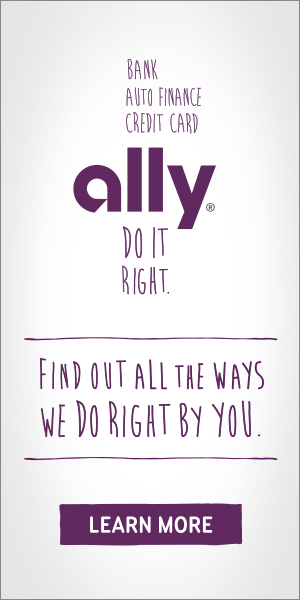 BANK
AUTO FINANCE
CREDIT CARD
ally®
DO IT
RIGHT.
FIND OUT ALL THE WAYS
WE DO RIGHT BY YOU.
LEARN MORE